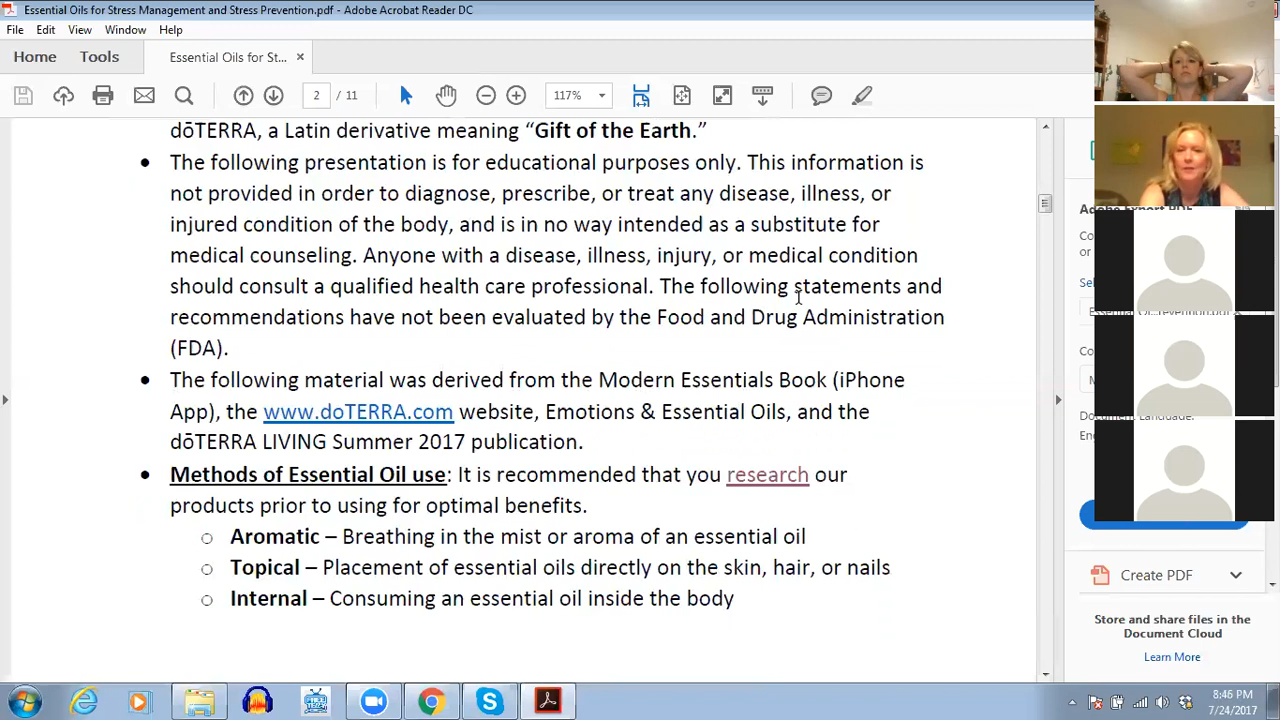 Essential Oils for Stress Management and Stress Prevention.pdf - Adobe Acrobat Reader DC
File Edit View Window Help
Home Tools Essential Oils for St... ×
2 / 11 117%
dōTERRA, a Latin derivative meaning “Gift of the Earth.”
• The following presentation is for educational purposes only. This information is
not provided in order to diagnose, prescribe, or treat any disease, illness, or
injured condition of the body, and is in no way intended as a substitute for
medical counseling. Anyone with a disease, illness, injury, or medical condition
should consult a qualified health care professional. The following statements and
recommendations have not been evaluated by the Food and Drug Administration
(FDA).
• The following material was derived from the Modern Essentials Book (iPhone
App), the www.doTERRA.com website, Emotions & Essential Oils, and the
dōTERRA LIVING Summer 2017 publication.
• Methods of Essential Oil use: It is recommended that you research our
products prior to using for optimal benefits.
○ Aromatic – Breathing in the mist or aroma of an essential oil
○ Topical – Placement of essential oils directly on the skin, hair, or nails
○ Internal – Consuming an essential oil inside the body
Create PDF
Store and share files in the
Document Cloud
Learn More
8:46 PM
7/24/2017